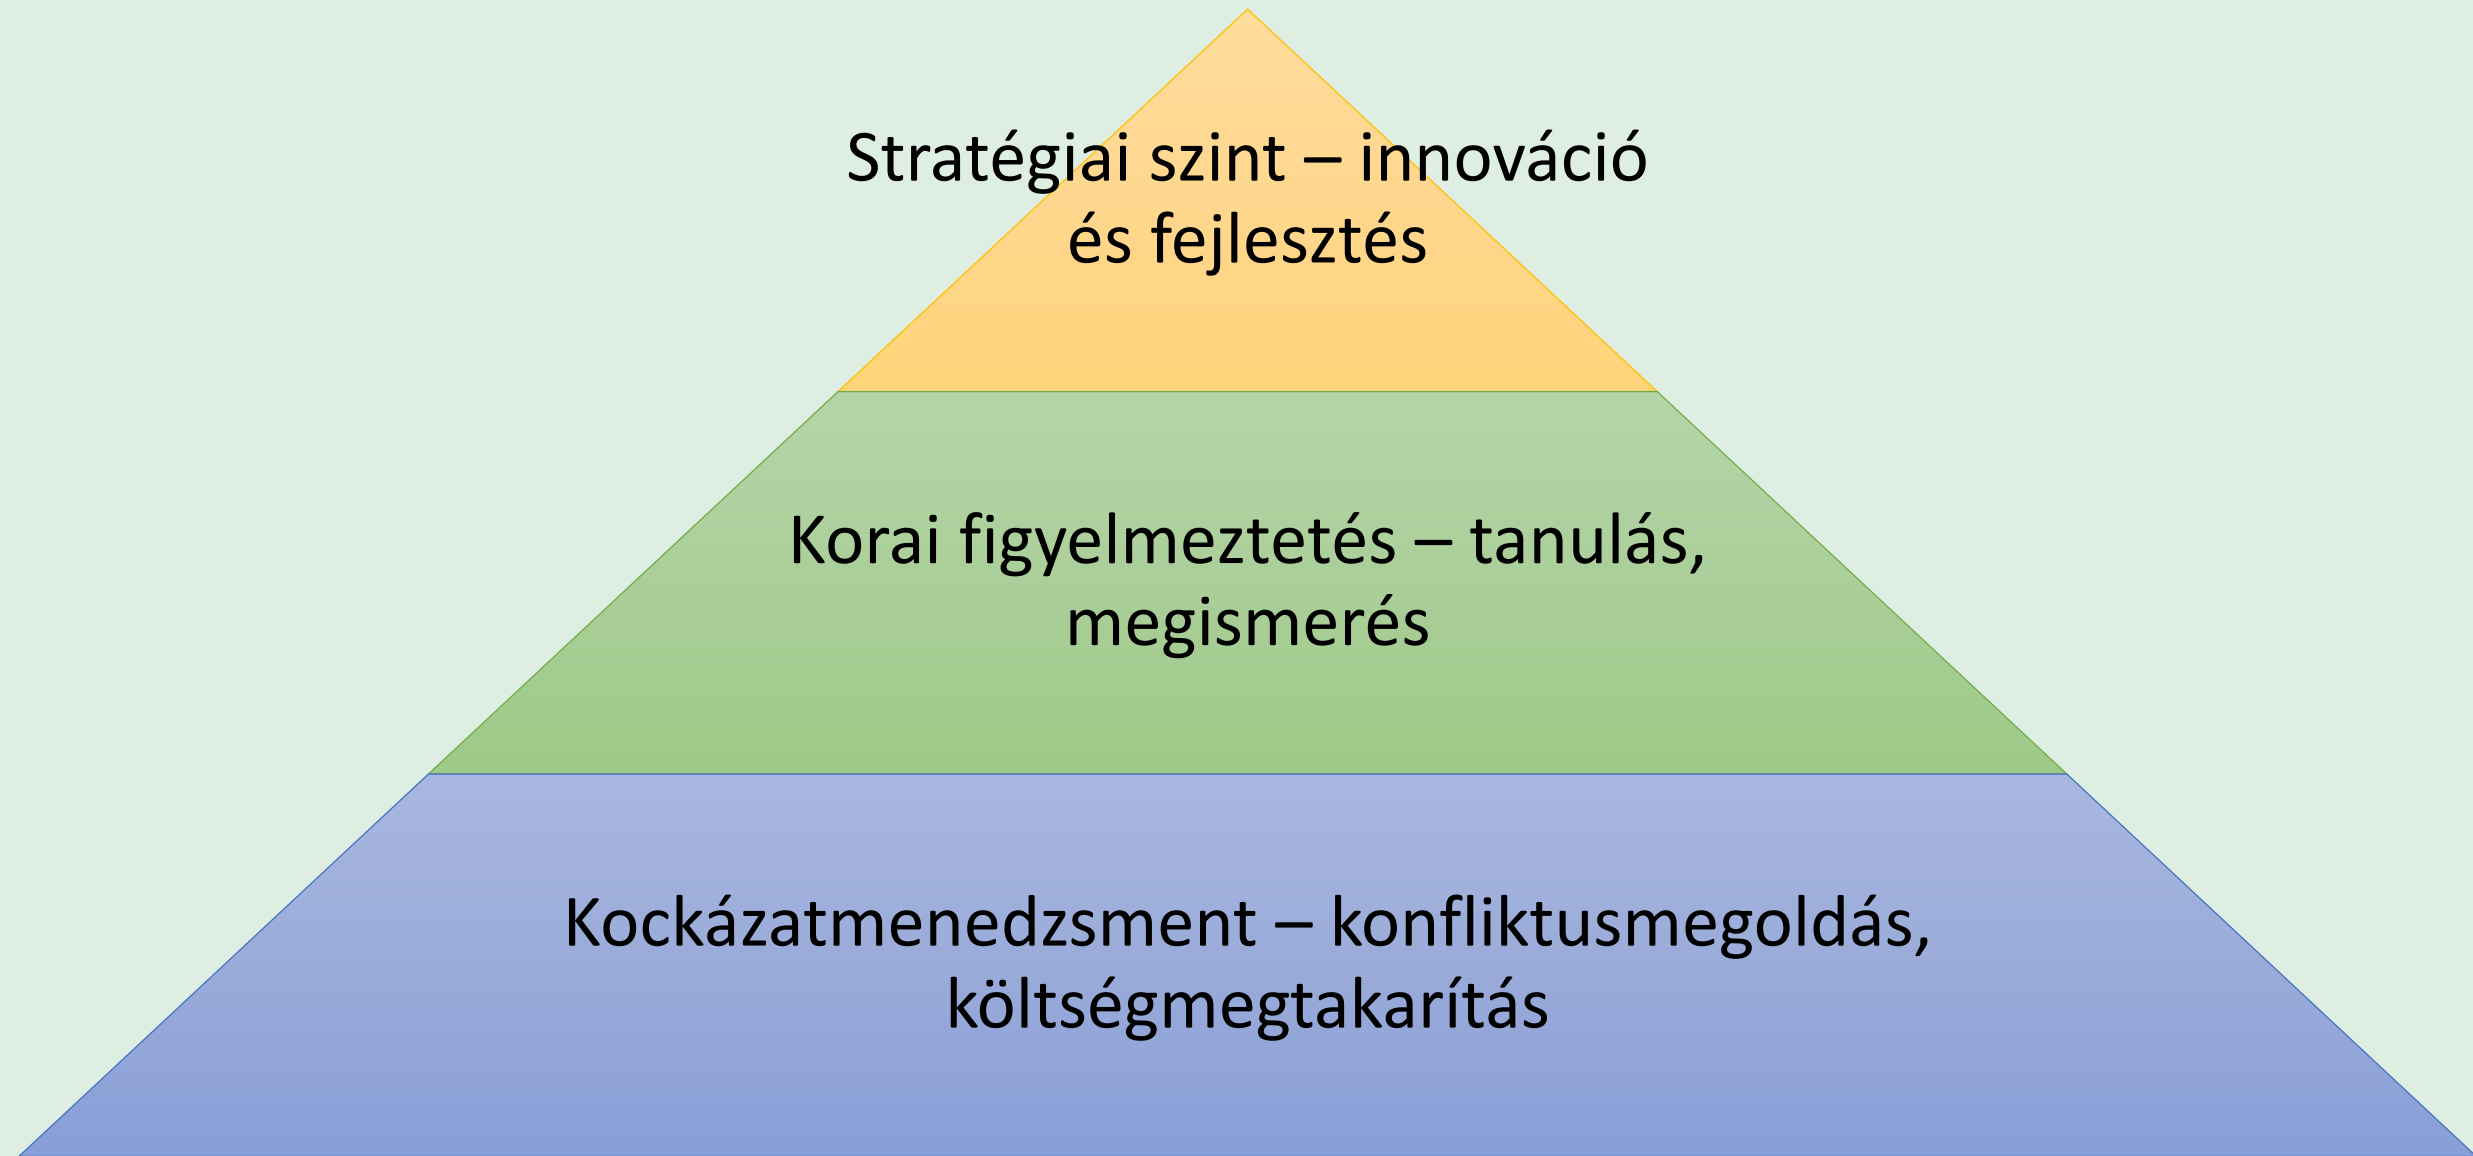 Stratégiai szint – innováció
és fejlesztés
Korai figyelmeztetés – tanulás,
megismerés
Kockázatmenedzsment – konfliktusmegoldás,
költségmegtakarítás